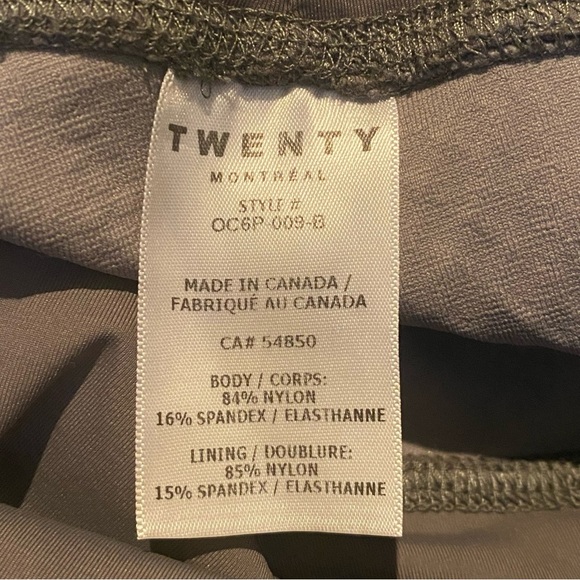 TWENTY
MONTRÉAL
STYLE #
OC6P-009-B
MADE IN CANADA /
FABRIQUÉ AU CANADA
CA# 54850
BODY / CORPS:
84% NYLON
16% SPANDEX / ELASTHANNE
LINING / DOUBLURE:
85% NYLON
15% SPANDEX / ELASTHANNE